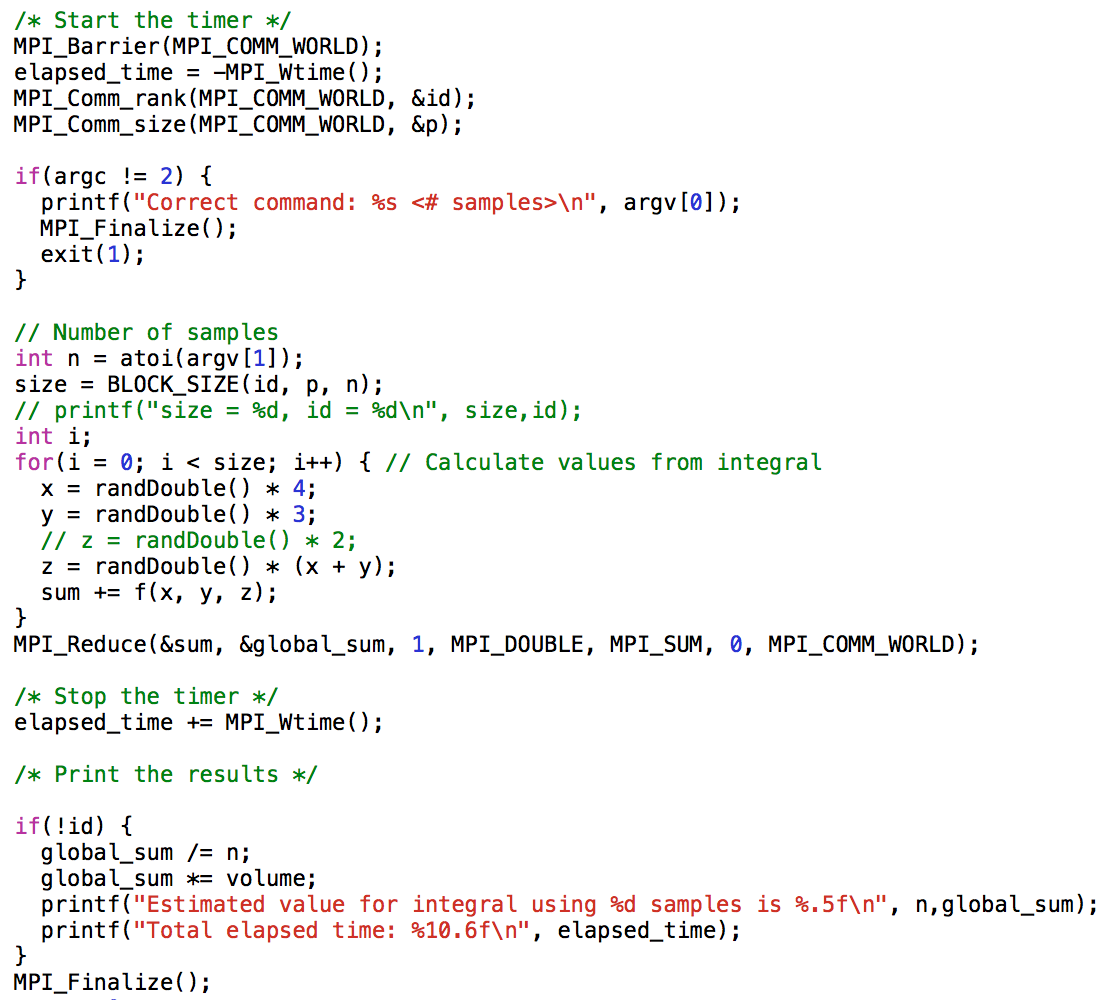 /* Start the timer */
MPI_Barrier(MPI_COMM_WORLD);
elapsed_time = -MPI_Wtime();
MPI_Comm_rank(MPI_COMM_WORLD, &id);
MPI_Comm_size(MPI_COMM_WORLD, &p);

if(argc != 2) {
  printf("Correct command: %s <# samples>\n", argv[0]);
  MPI_Finalize();
  exit(1);
}

// Number of samples
int n = atoi(argv[1]);
size = BLOCK_SIZE(id, p, n);
// printf("size = %d, id = %d\n", size,id);
int i;
for(i = 0; i < size; i++) { // Calculate values from integral
  x = randDouble() * 4;
  y = randDouble() * 3;
  // z = randDouble() * 2;
  z = randDouble() * (x + y);
  sum += f(x, y, z);
}
MPI_Reduce(&sum, &global_sum, 1, MPI_DOUBLE, MPI_SUM, 0, MPI_COMM_WORLD);

/* Stop the timer */
elapsed_time += MPI_Wtime();

/* Print the results */

if(!id) {
  global_sum /= n;
  global_sum *= volume;
  printf("Estimated value for integral using %d samples is %.5f\n", n,global_sum);
  printf("Total elapsed time: %10.6f\n", elapsed_time);
}
MPI_Finalize();